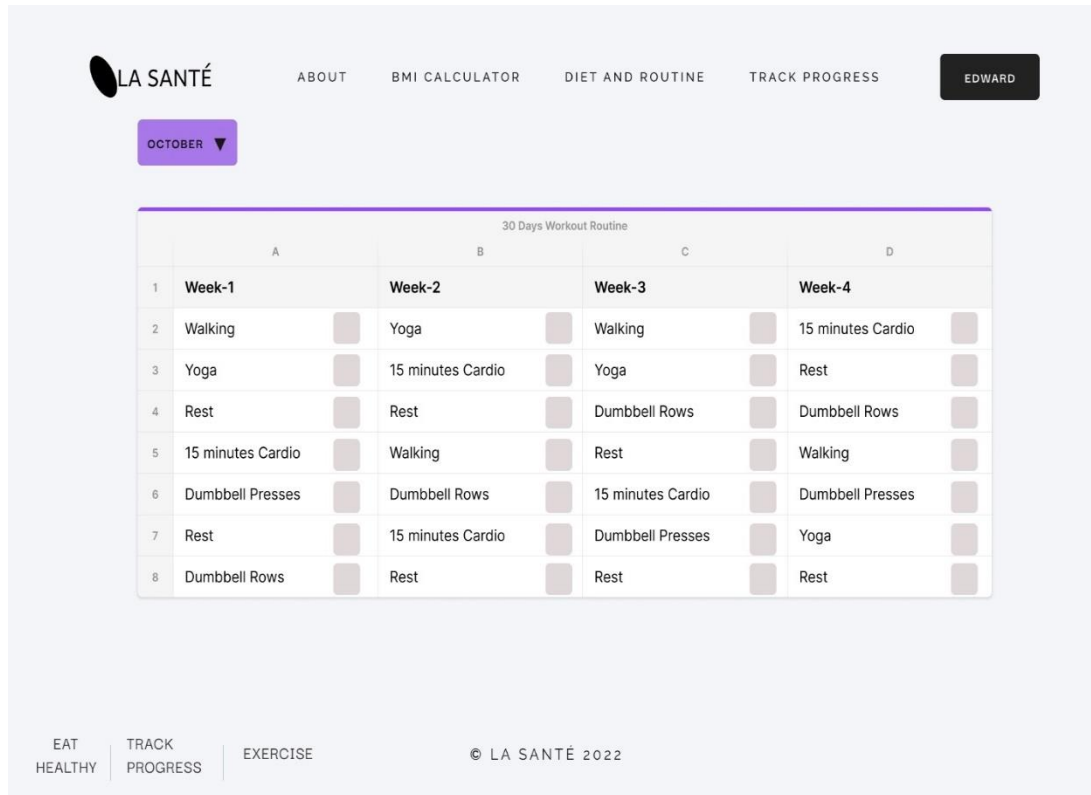 LA SANTÉ ABOUT BMI CALCULATOR DIET AND ROUTINE TRACK PROGRESS EDWARD
OCTOBER ▼
30 Days Workout Routine
A B C D
1 Week-1 Week-2 Week-3 Week-4
2 Walking Yoga Walking 15 minutes Cardio
3 Yoga 15 minutes Cardio Yoga Rest
4 Rest Rest Dumbbell Rows Dumbbell Rows
5 15 minutes Cardio Walking Rest Walking
6 Dumbbell Presses Dumbbell Rows 15 minutes Cardio Dumbbell Presses
7 Rest 15 minutes Cardio Dumbbell Presses Yoga
8 Dumbbell Rows Rest Rest Rest
EAT HEALTHY
TRACK PROGRESS
EXERCISE
© LA SANTÉ 2022